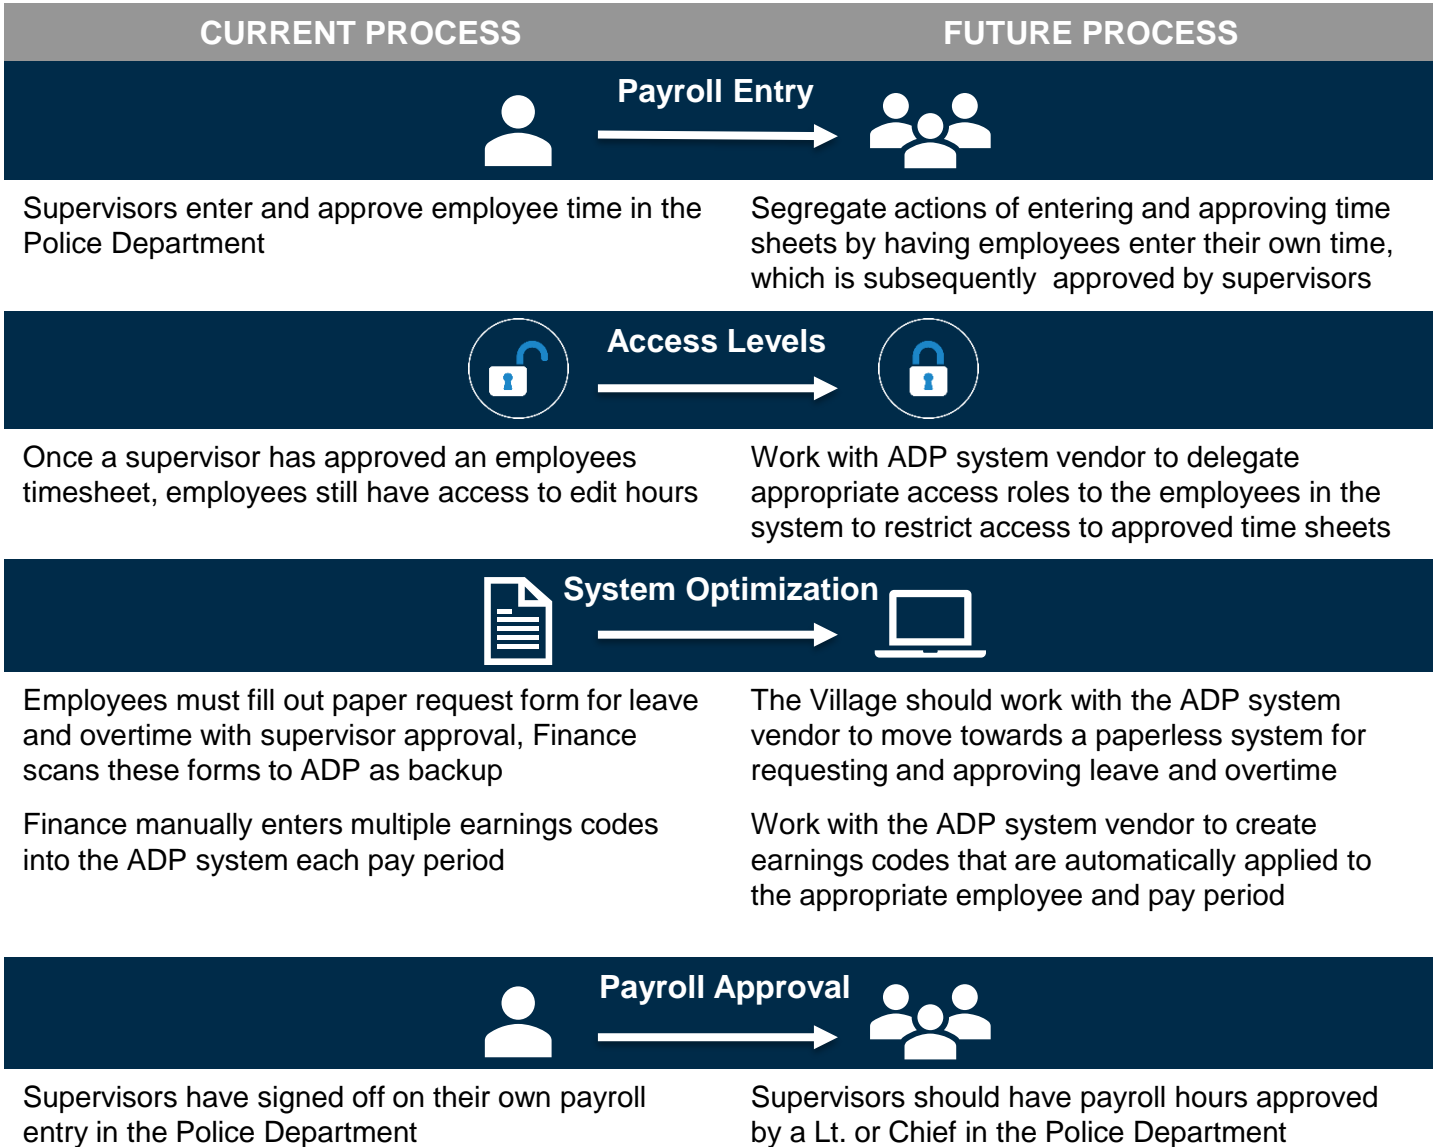 CURRENT PROCESS
FUTURE PROCESS
Payroll Entry
Supervisors enter and approve employee time in the
Police Department
Segregate actions of entering and approving time
sheets by having employees enter their own time,
which is subsequently  approved by supervisors
Access Levels
Once a supervisor has approved an employees
timesheet, employees still have access to edit hours
Work with ADP system vendor to delegate
appropriate access roles to the employees in the
system to restrict access to approved time sheets
System Optimization
Employees must fill out paper request form for leave
and overtime with supervisor approval, Finance
scans these forms to ADP as backup
Finance manually enters multiple earnings codes
into the ADP system each pay period
The Village should work with the ADP system
vendor to move towards a paperless system for
requesting and approving leave and overtime
Work with the ADP system vendor to create
earnings codes that are automatically applied to
the appropriate employee and pay period
Payroll Approval
Supervisors have signed off on their own payroll
entry in the Police Department
Supervisors should have payroll hours approved
by a Lt. or Chief in the Police Department